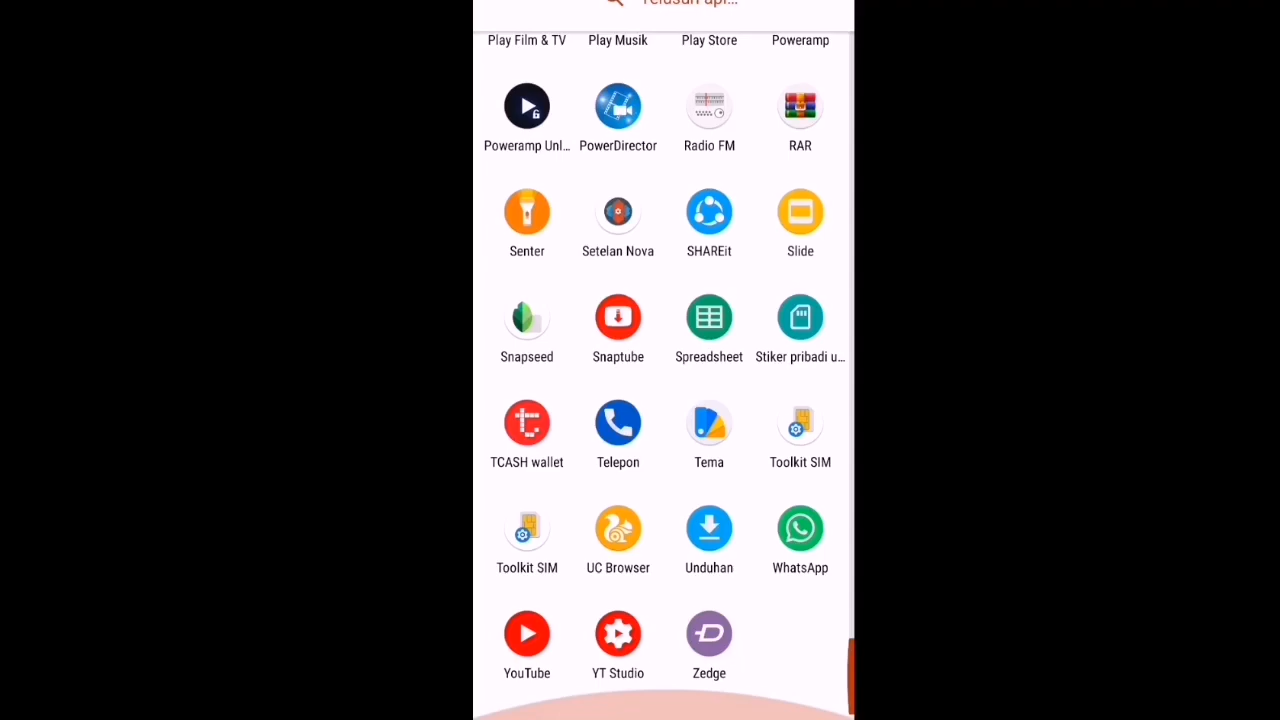 Play Film & TV Play Musik Play Store Poweramp
Poweramp Unl... PowerDirector Radio FM RAR
Senter Setelan Nova SHAREit Slide
Snapseed Snaptube Spreadsheet Stiker pribadi u...
TCASH wallet Telepon Tema Toolkit SIM
Toolkit SIM UC Browser Unduhan WhatsApp
YouTube YT Studio Zedge